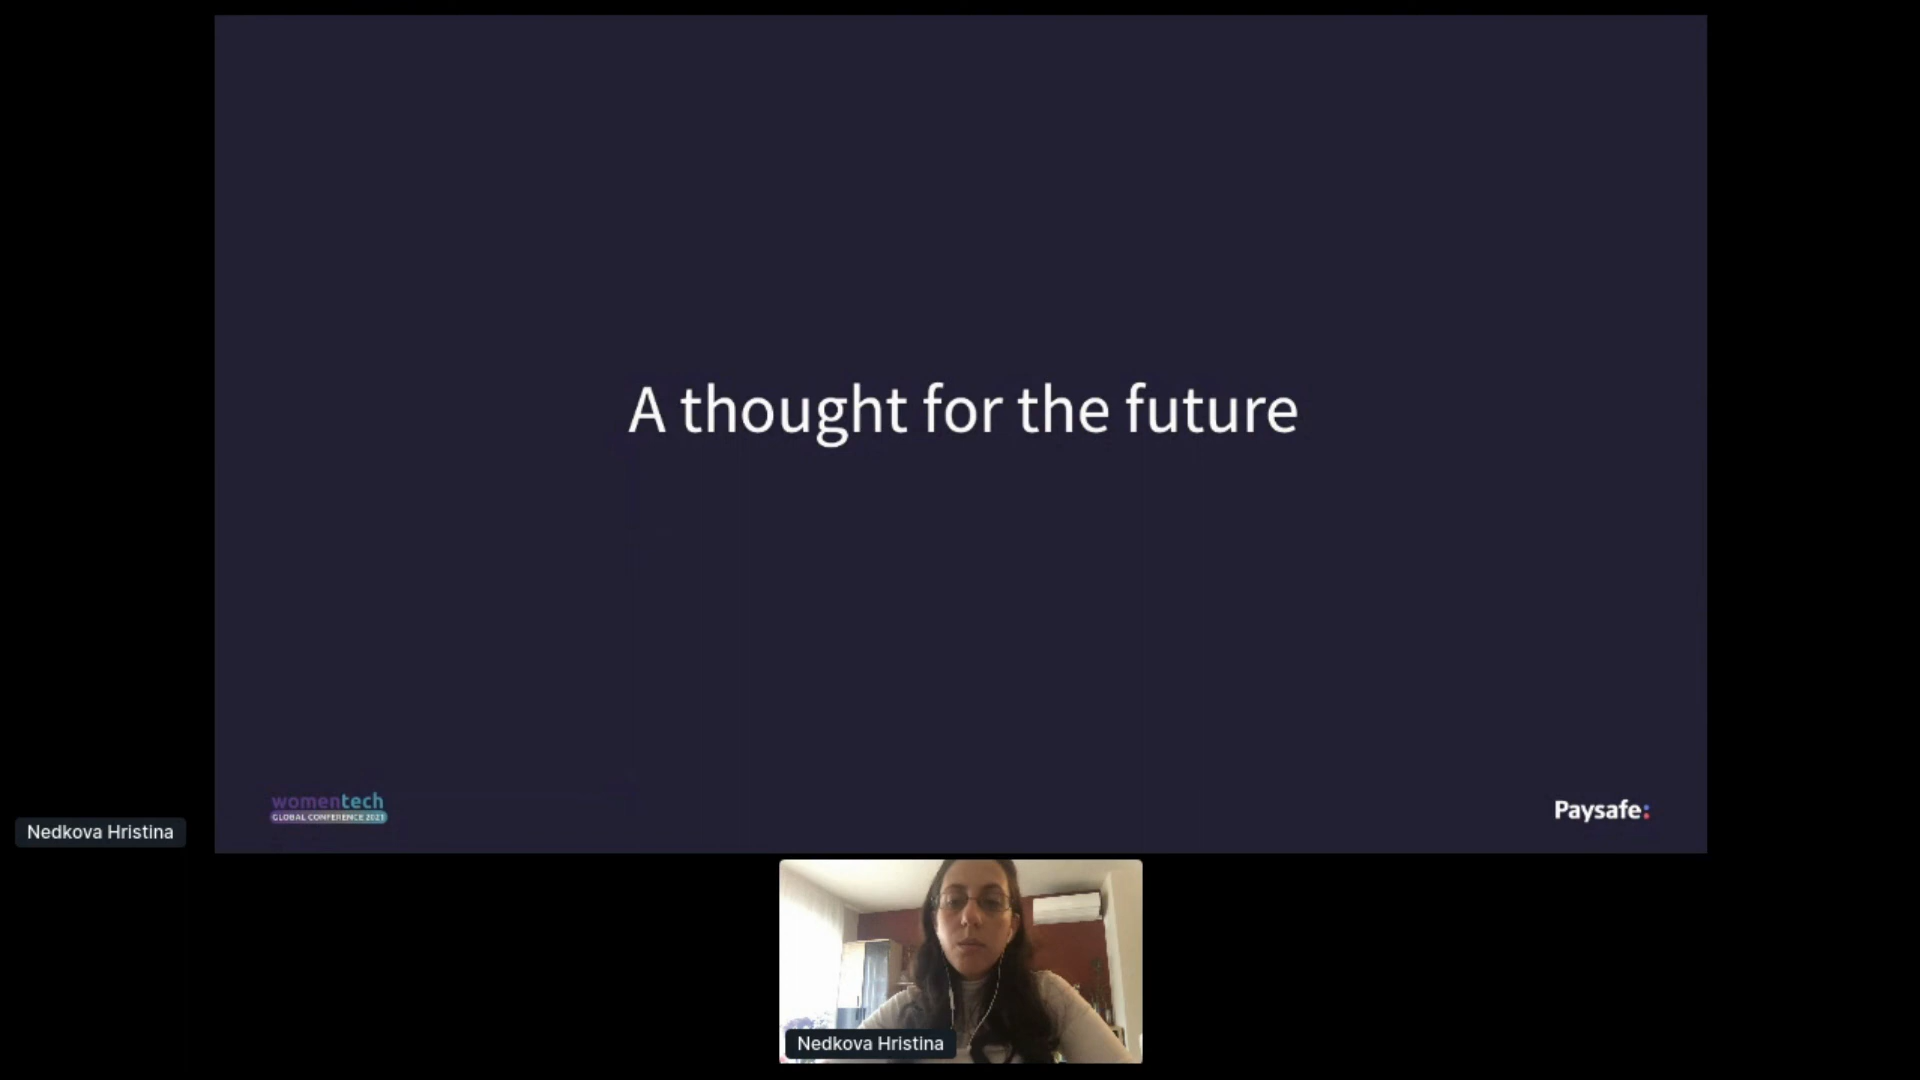 A thought for the future
womentech
GLOBAL CONFERENCE 2021
Paysafe:
Nedkova Hristina
Nedkova Hristina